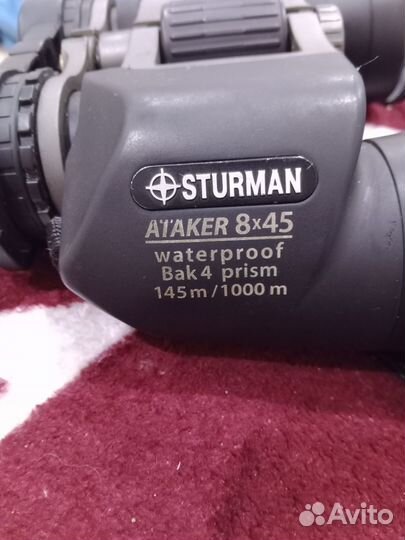 STURMAN
ATAKER 8x45
waterproof
Bak4 prism
145m/1000m
Avito